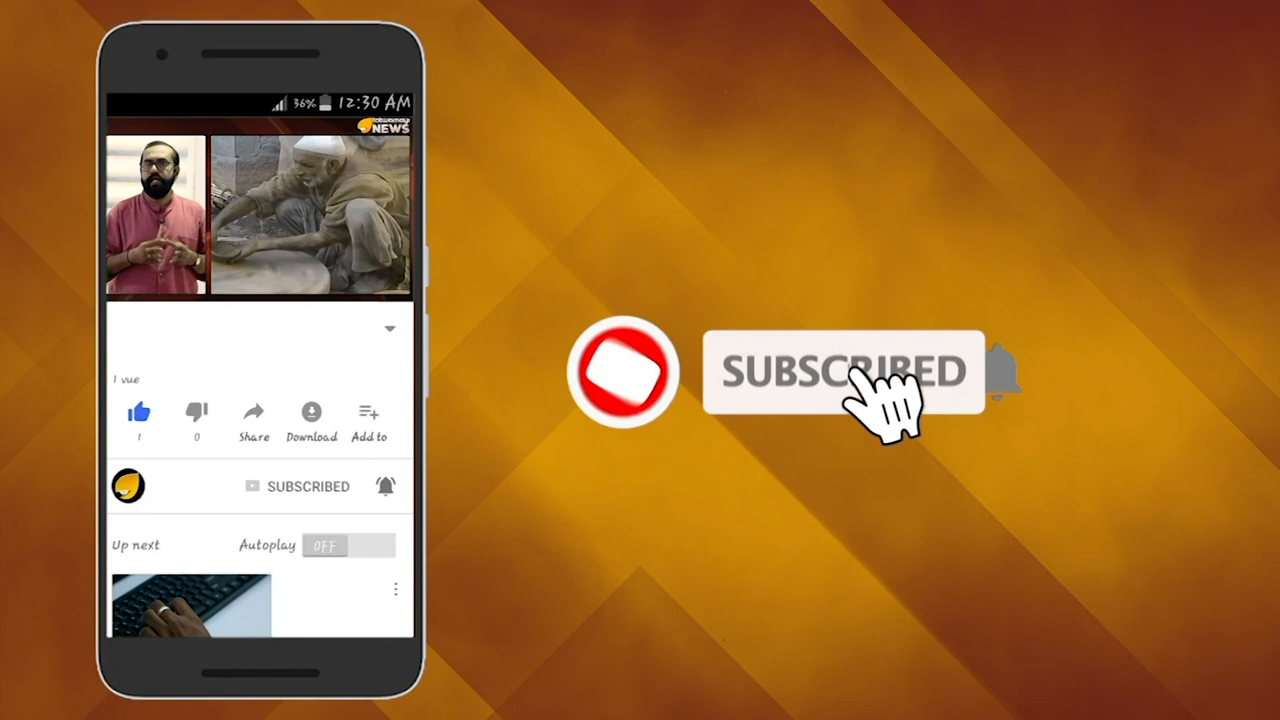 36% 12:30 AM
Tatwamayi
NEWS
1 vue
1 0 Share Download Add to
SUBSCRIBED
Up next Autoplay OFF
SUBSCRIBED